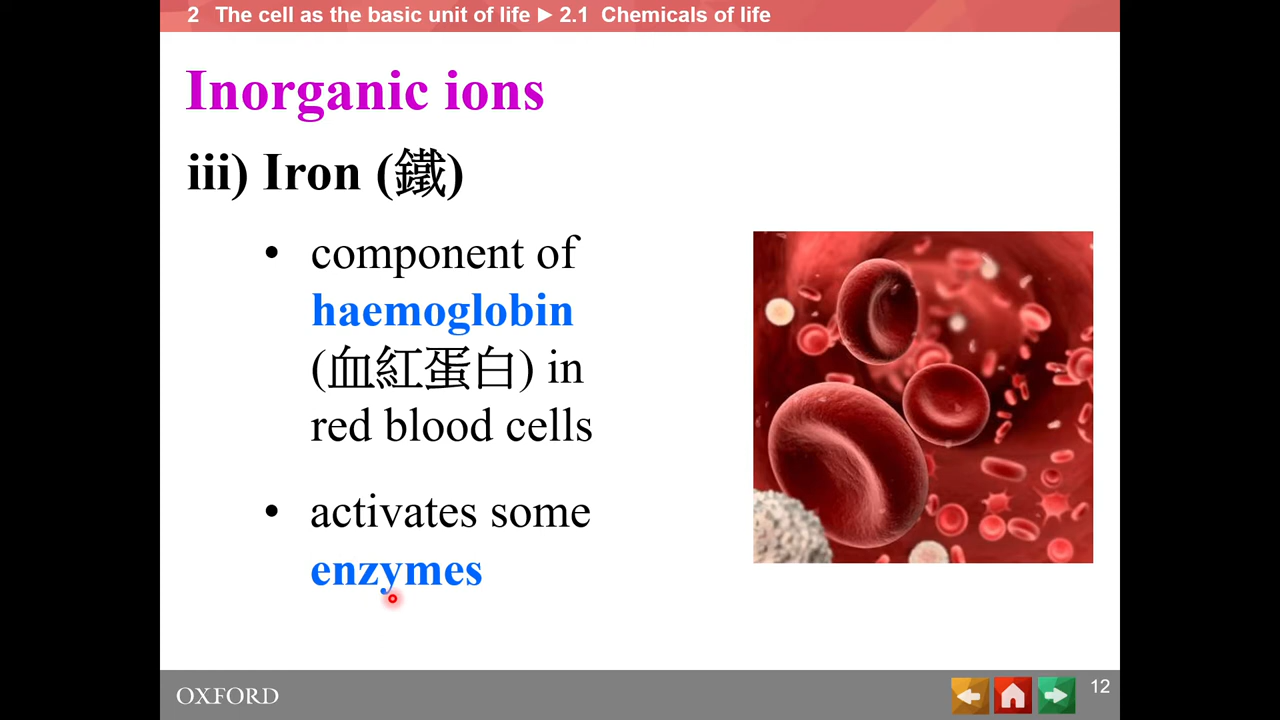 2 The cell as the basic unit of life ► 2.1 Chemicals of life
Inorganic ions
iii) Iron (鐵)
• component of
haemoglobin
(血紅蛋白) in
red blood cells
• activates some
enzymes
OXFORD
12